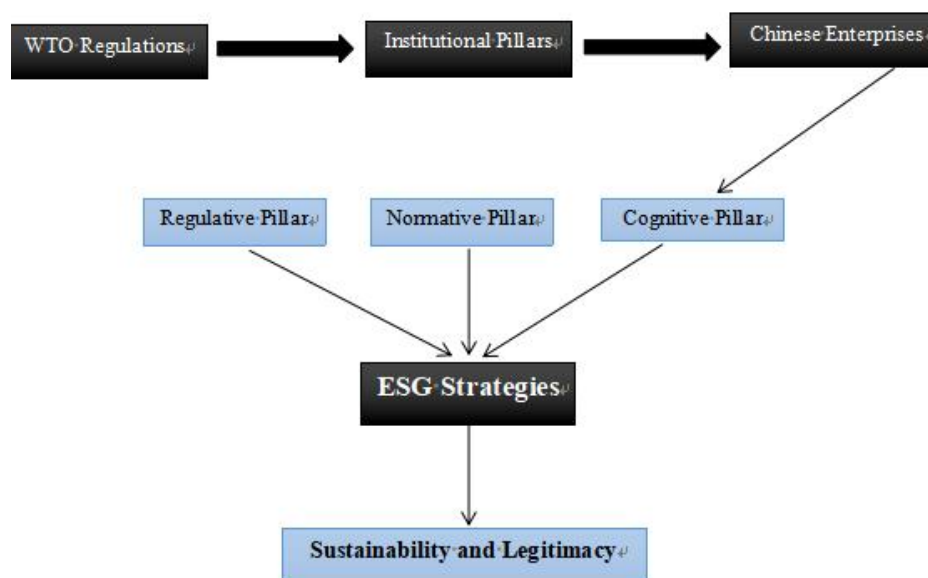 WTO Regulations
Institutional Pillars
Chinese Enterprises
Regulative Pillar
Normative Pillar
Cognitive Pillar
ESG Strategies
Sustainability and Legitimacy